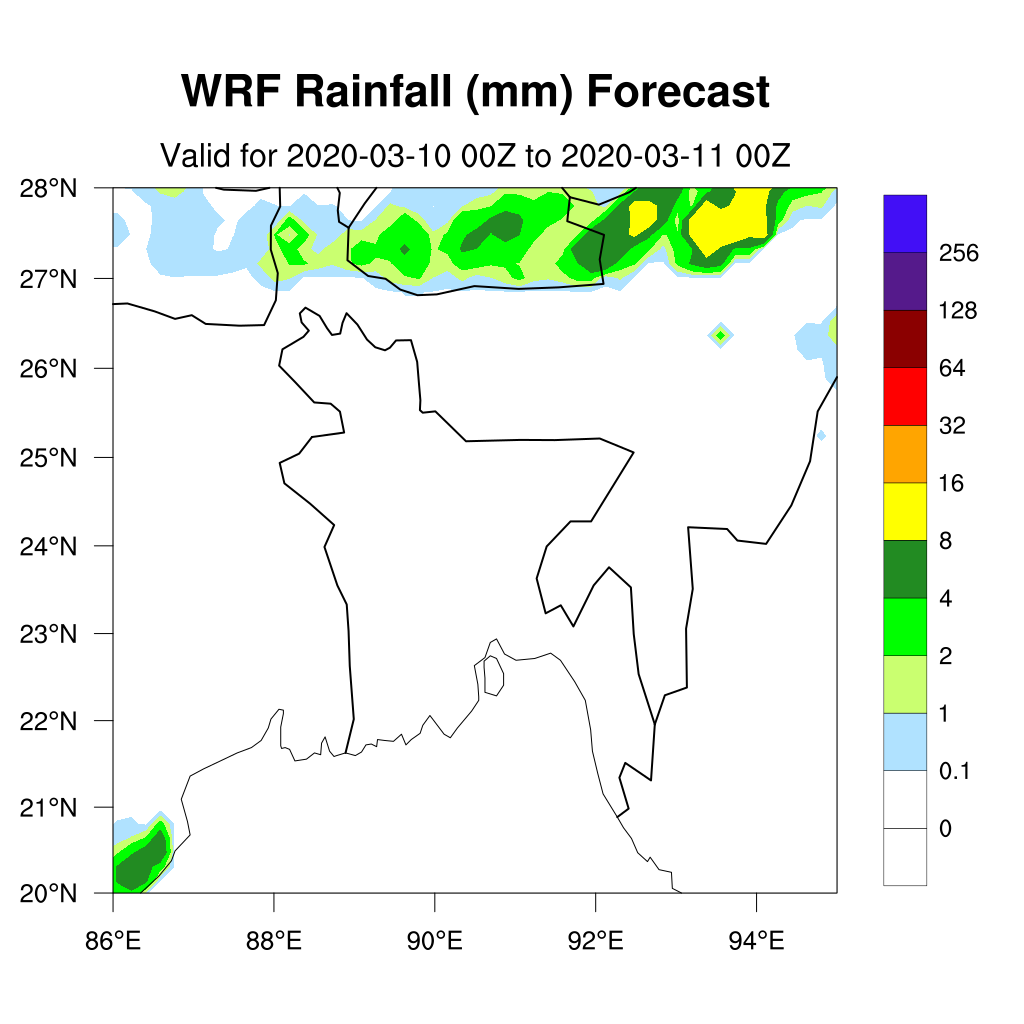 WRF Rainfall (mm) Forecast
Valid for 2020-03-10 00Z to 2020-03-11 00Z
28°N
27°N
26°N
25°N
24°N
23°N
22°N
21°N
20°N
86°E 88°E 90°E 92°E 94°E
256
128
64
32
16
8
4
2
1
0.1
0